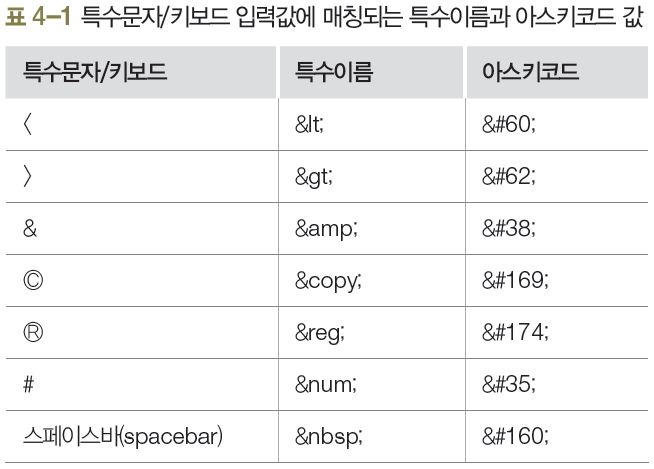 표 4-1 특수문자/키보드 입력값에 매칭되는 특수이름과 아스키코드 값
특수문자/키보드 특수이름 아스키코드
〈 &lt; &#60;
〉 &gt; &#62;
& &amp; &#38;
© &copy; &#169;
® &reg; &#174;
# &num; &#35;
스페이스바(spacebar) &nbsp; &#160;